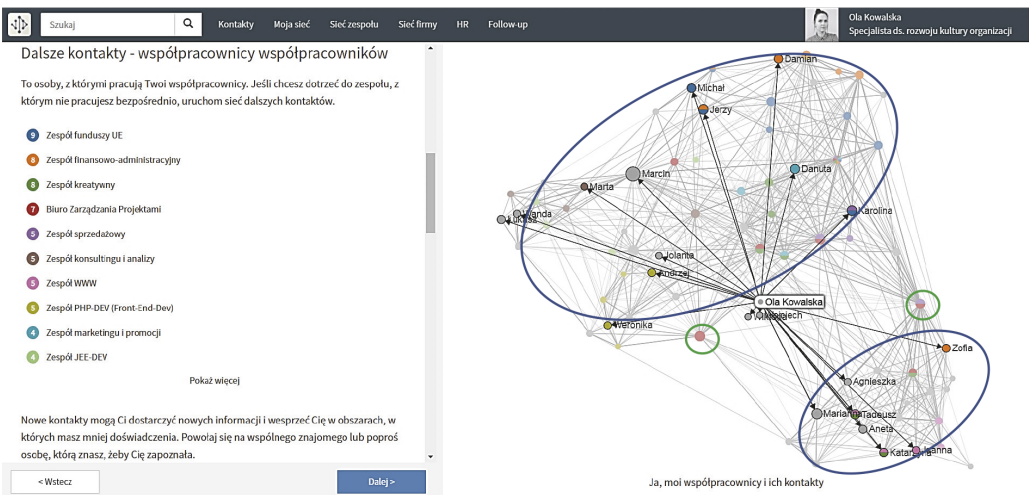 Szukaj
Kontakty
Moja sieć
Sieć zespołu
Sieć firmy
HR
Follow-up
Ola Kowalska
Specjalista ds. rozwoju kultury organizacji
Dalsze kontakty - współpracownicy współpracowników
To osoby, z którymi pracują Twoi współpracownicy. Jeśli chcesz dotrzeć do zespołu, z
którym nie pracujesz bezpośrednio, uruchom sieć dalszych kontaktów.
9 Zespół funduszy UE
8 Zespół finansowo-administracyjny
8 Zespół kreatywny
7 Biuro Zarządzania Projektami
5 Zespół sprzedażowy
5 Zespół konsultingu i analizy
5 Zespół WWW
5 Zespół PHP-DEV (Front-End-Dev)
4 Zespół marketingu i promocji
4 Zespół JEE-DEV
Pokaż więcej
Nowe kontakty mogą Ci dostarczyć nowych informacji i wesprzeć Cię w obszarach, w
których masz mniej doświadczenia. Powołaj się na wspólnego znajomego lub poproś
osobę, którą znasz, żeby Cię zapoznała.
< Wstecz
Dalej >
Damian
Michał
Jerzy
Marcin
Danuta
Marta
Wanda
Karolina
Jolanta
Andrzej
Ola Kowalska
Weronika
Zofia
Agnieszka
Marianna
Tadeusz
Aneta
Katarzyna
Joanna
Ja, moi współpracownicy i ich kontakty